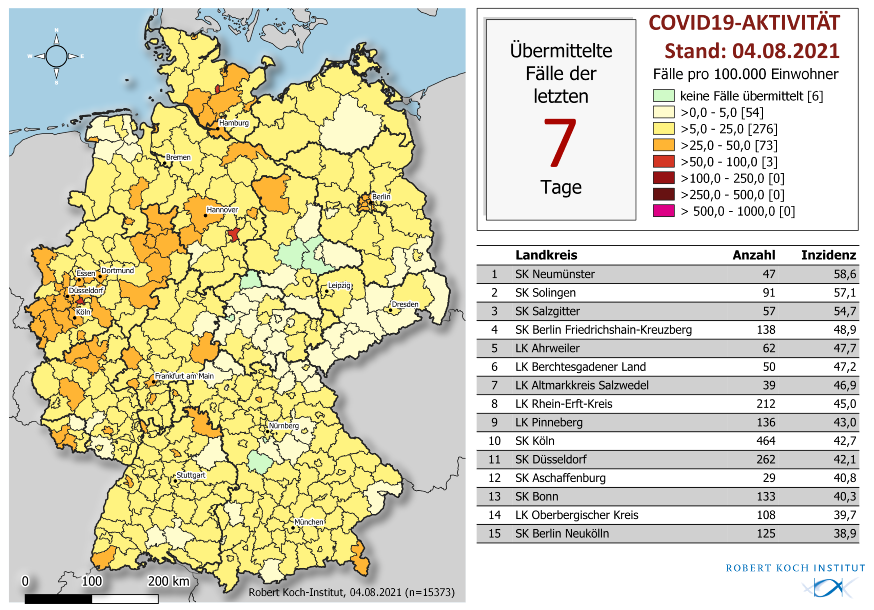 COVID19-AKTIVITÄT
Stand: 04.08.2021
Übermittelte
Fälle der
letzten
7
Tage
Fälle pro 100.000 Einwohner
keine Fälle übermittelt [6]
>0,0 - 5,0 [54]
>5,0 - 25,0 [276]
>25,0 - 50,0 [73]
>50,0 - 100,0 [3]
>100,0 - 250,0 [0]
>250,0 - 500,0 [0]
> 500,0 - 1000,0 [0]
Hamburg
Bremen
Berlin
Hannover
Essen
Dortmund
Düsseldorf
Köln
Leipzig
Dresden
Frankfurt am Main
Nürnberg
Stuttgart
München
0 100 200 km
Robert Koch-Institut, 04.08.2021 (n=15373)
Landkreis Anzahl Inzidenz
1 SK Neumünster 47 58,6
2 SK Solingen 91 57,1
3 SK Salzgitter 57 54,7
4 SK Berlin Friedrichshain-Kreuzberg 138 48,9
5 LK Ahrweiler 62 47,7
6 LK Berchtesgadener Land 50 47,2
7 LK Altmarkkreis Salzwedel 39 46,9
8 LK Rhein-Erft-Kreis 212 45,0
9 LK Pinneberg 136 43,0
10 SK Köln 464 42,7
11 SK Düsseldorf 262 42,1
12 SK Aschaffenburg 29 40,8
13 SK Bonn 133 40,3
14 LK Oberbergischer Kreis 108 39,7
15 SK Berlin Neukölln 125 38,9
ROBERT KOCH INSTITUT